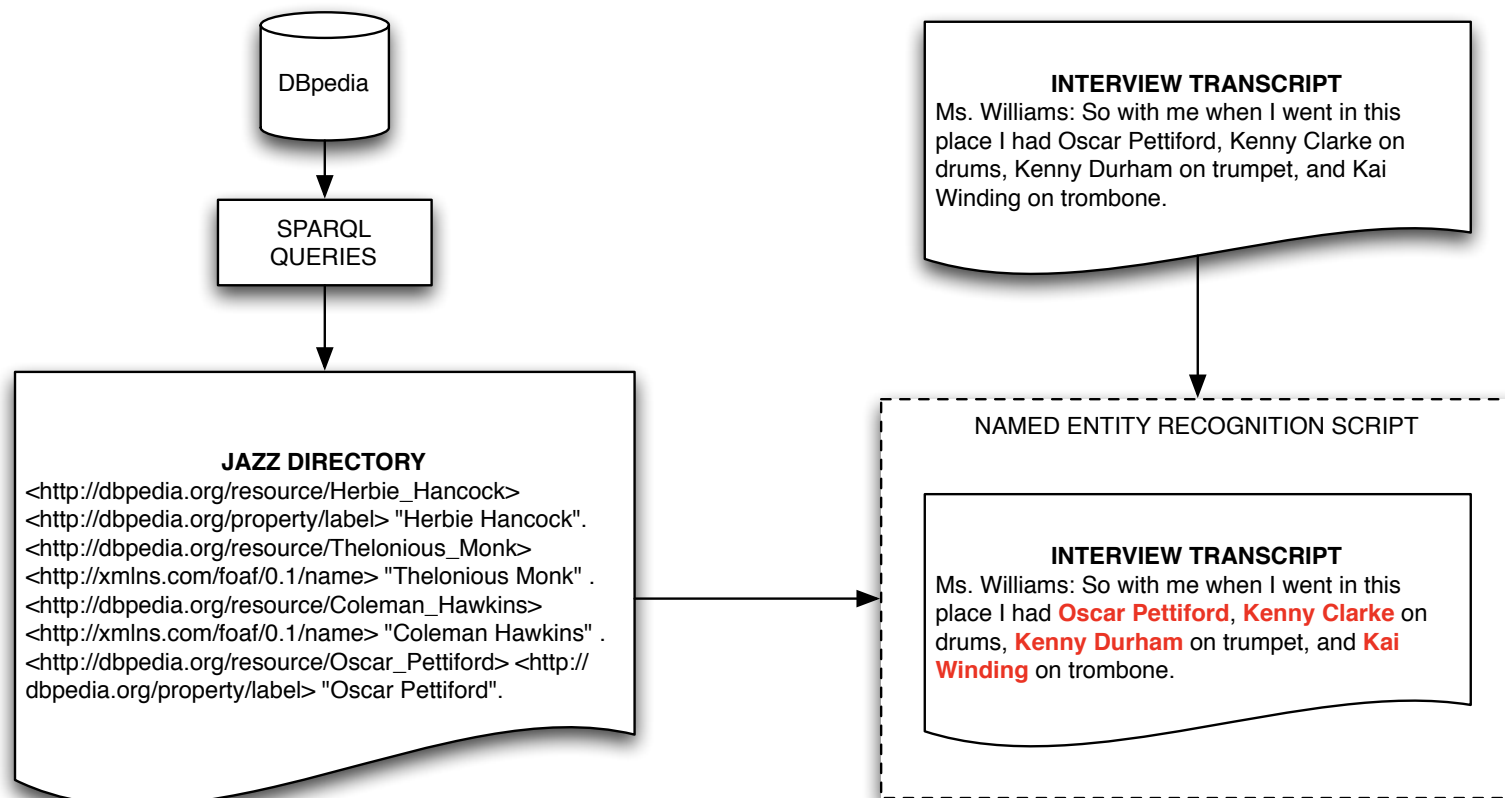 DBpedia
SPARQL
QUERIES
JAZZ DIRECTORY
<http://dbpedia.org/resource/Herbie_Hancock>
<http://dbpedia.org/property/label> "Herbie Hancock".
<http://dbpedia.org/resource/Thelonious_Monk>
<http://xmlns.com/foaf/0.1/name> "Thelonious Monk" .
<http://dbpedia.org/resource/Coleman_Hawkins>
<http://xmlns.com/foaf/0.1/name> "Coleman Hawkins" .
<http://dbpedia.org/resource/Oscar_Pettiford> <http://
dbpedia.org/property/label> "Oscar Pettiford".
INTERVIEW TRANSCRIPT
Ms. Williams: So with me when I went in this
place I had Oscar Pettiford, Kenny Clarke on
drums, Kenny Durham on trumpet, and Kai
Winding on trombone.
NAMED ENTITY RECOGNITION SCRIPT
INTERVIEW TRANSCRIPT
Ms. Williams: So with me when I went in this
place I had Oscar Pettiford, Kenny Clarke on
drums, Kenny Durham on trumpet, and Kai
Winding on trombone.